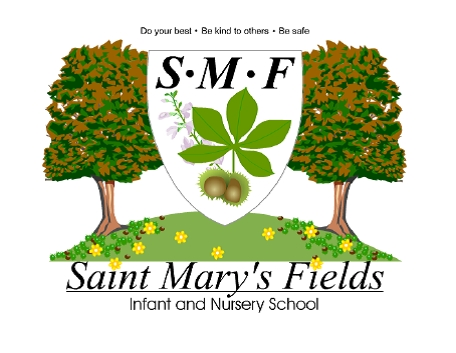 Do your best • Be kind to others • Be safe
S·M·F
Saint Mary's Fields
Infant and Nursery School